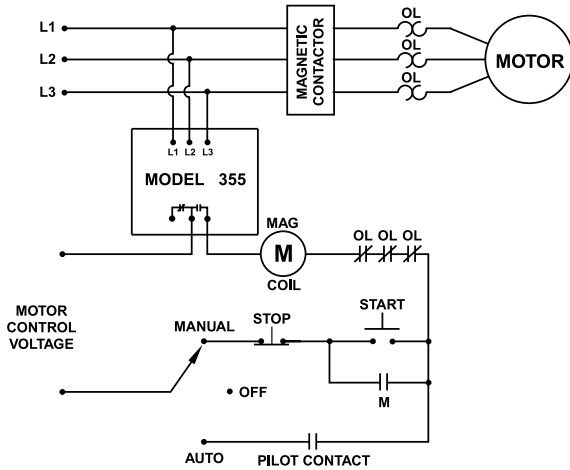 OL
L1
L2
OL
L3
OL
MAGNETIC
CONTACTOR
MOTOR
L1 L2 L3
MODEL 355
MAG
M
COIL
OL OL OL
MOTOR
CONTROL
VOLTAGE
MANUAL
STOP
START
M
OFF
AUTO
PILOT CONTACT